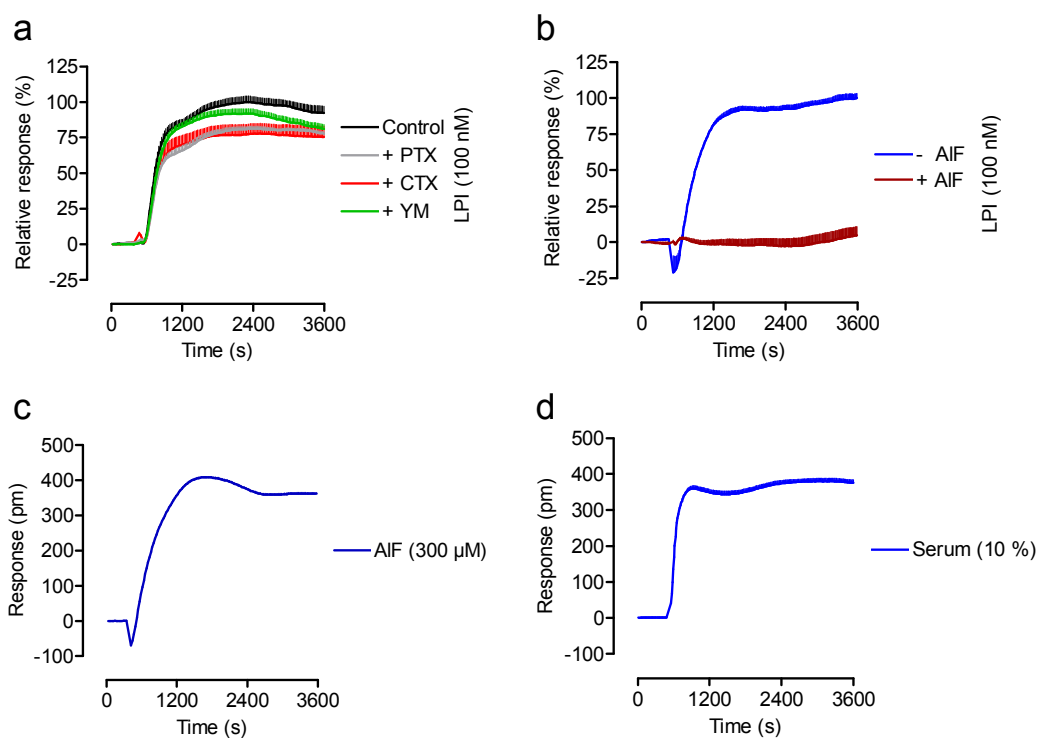 a
125
100
75
50
25
0
-25
Relative response (%)
0 1200 2400 3600
Time (s)
Control
+ PTX
+ CTX
+ YM
LPI (100 nM)
b
125
100
75
50
25
0
-25
Relative response (%)
0 1200 2400 3600
Time (s)
- AlF
+ AlF
LPI (100 nM)
c
500
400
300
200
100
0
-100
Response (pm)
0 1200 2400 3600
Time (s)
AlF (300 µM)
d
500
400
300
200
100
0
-100
Response (pm)
0 1200 2400 3600
Time (s)
Serum (10 %)